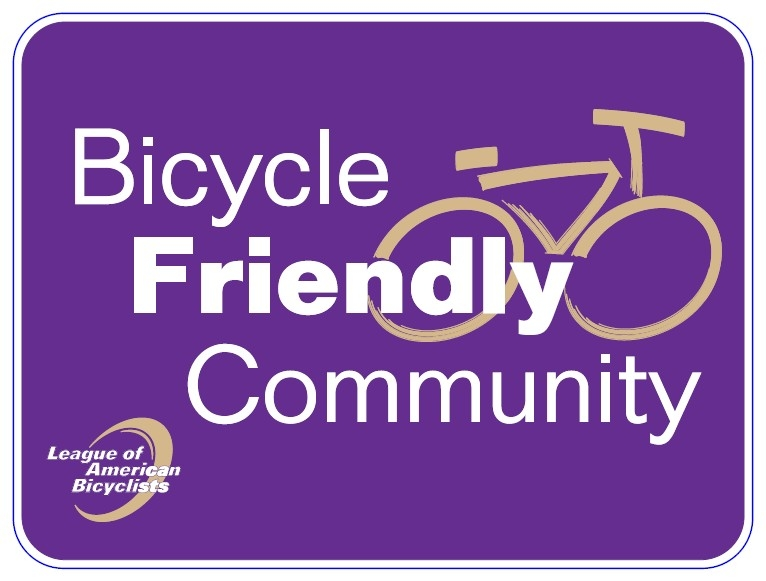 Bicycle
Friendly
Community
League of
American
Bicyclists